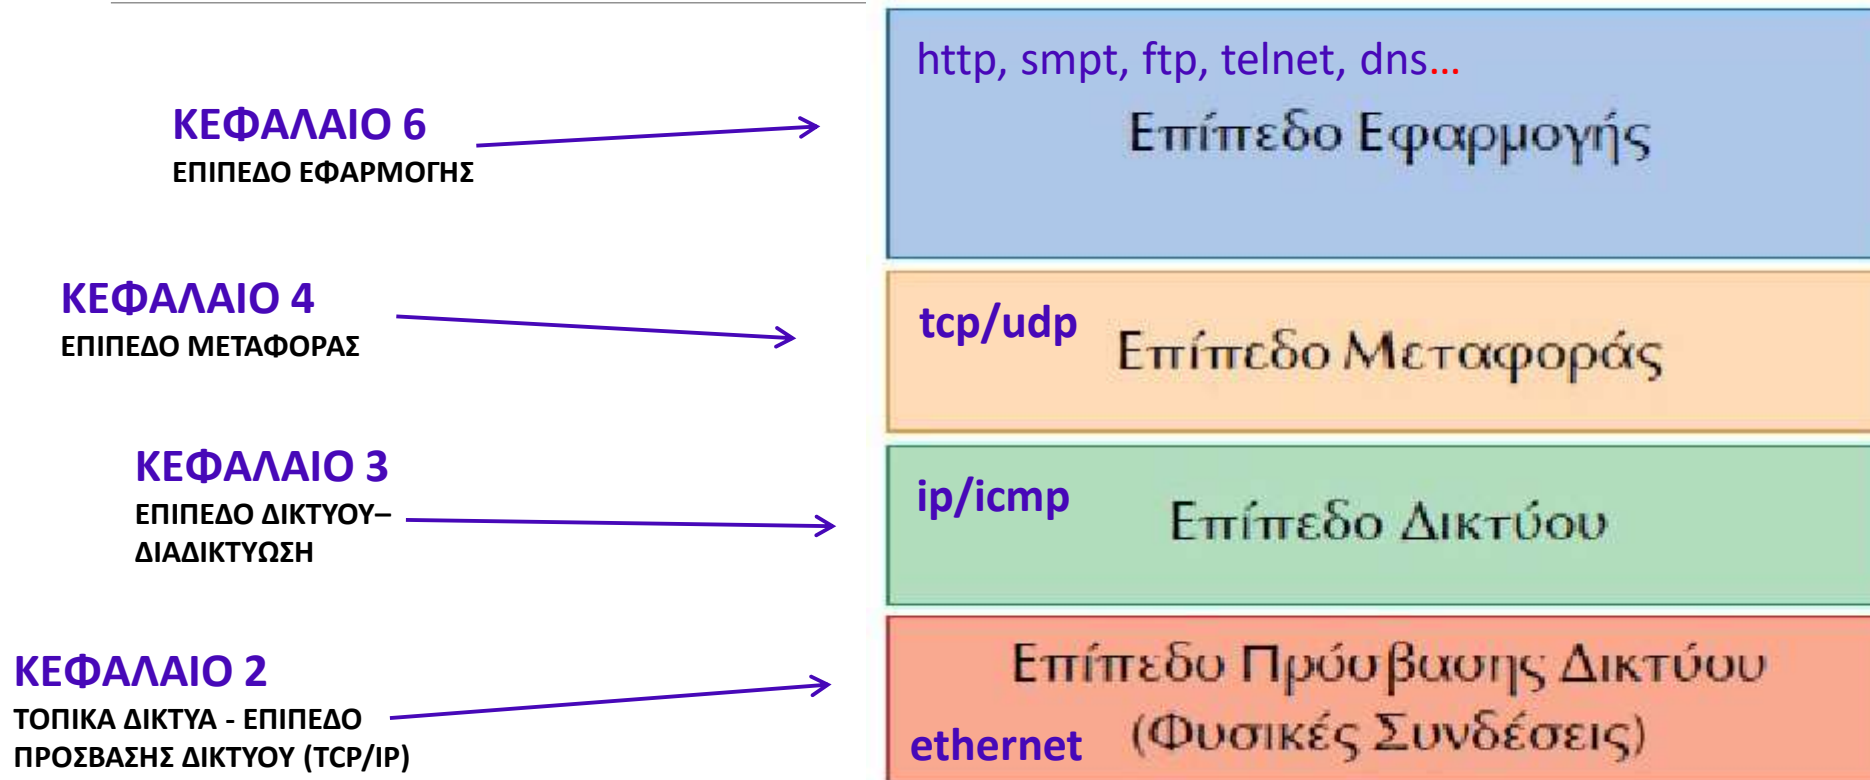 http, smpt, ftp, telnet, dns...
Επίπεδο Εφαρμογής
ΚΕΦΑΛΑΙΟ 6
ΕΠΙΠΕΔΟ ΕΦΑΡΜΟΓΗΣ
ΚΕΦΑΛΑΙΟ 4
ΕΠΙΠΕΔΟ ΜΕΤΑΦΟΡΑΣ
tcp/udp
Επίπεδο Μεταφοράς
ΚΕΦΑΛΑΙΟ 3
ΕΠΙΠΕΔΟ ΔΙΚΤΥΟΥ–
ΔΙΑΔΙΚΤΥΩΣΗ
ip/icmp
Επίπεδο Δικτύου
ΚΕΦΑΛΑΙΟ 2
ΤΟΠΙΚΑ ΔΙΚΤΥΑ - ΕΠΙΠΕΔΟ
ΠΡΟΣΒΑΣΗΣ ΔΙΚΤΥΟΥ (TCP/IP)
Επίπεδο Πρόσβασης Δικτύου
(Φυσικές Συνδέσεις)
ethernet